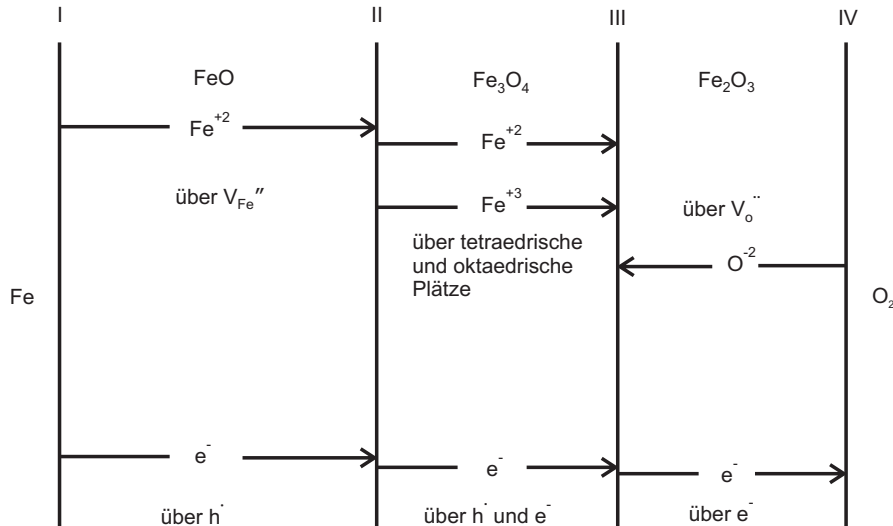 I II III IV
FeO Fe₃O₄ Fe₂O₃
Fe⁺²
Fe⁺²
über V_Fe″
Fe⁺³
über V_o¨
über tetraedrische
und oktaedrische
Plätze
O⁻²
Fe
O₂
e⁻
e⁻
e⁻
über h˙
über h˙ und e⁻
über e⁻